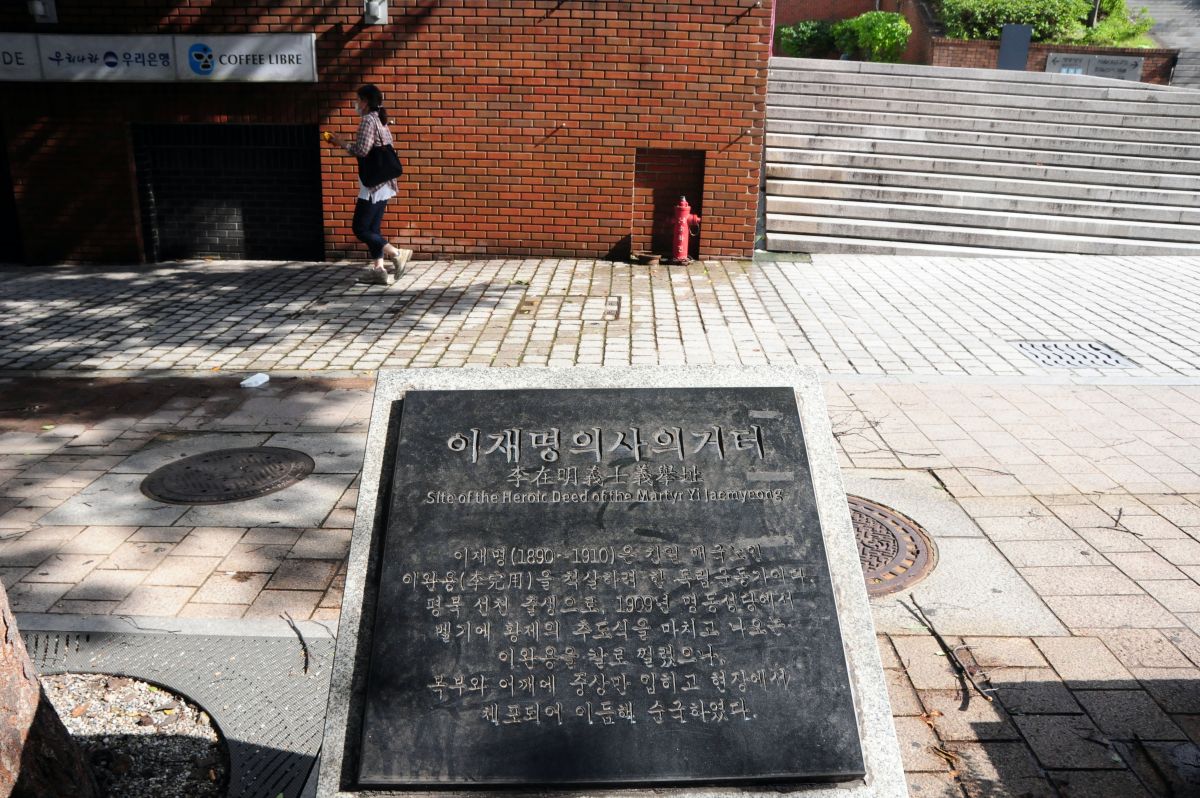 DE 우리나라 우리은행 COFFEE LIBRE
이재명의사의거터
李在明義士義擧址
Site of the Heroic Deed of the Martyr Yi Jaemyeong
이재명(1890~1910)은 친일 매국노인
이완용(李完用)을 척살하려 한 독립운동가이다.
평북 선천 출생으로, 1909년 명동성당에서
벨기에 황제의 추도식을 마치고 나오는
이완용을 칼로 찔렀으나,
복부와 어깨에 중상만 입히고 현장에서
체포되어 이듬해 순국하였다.